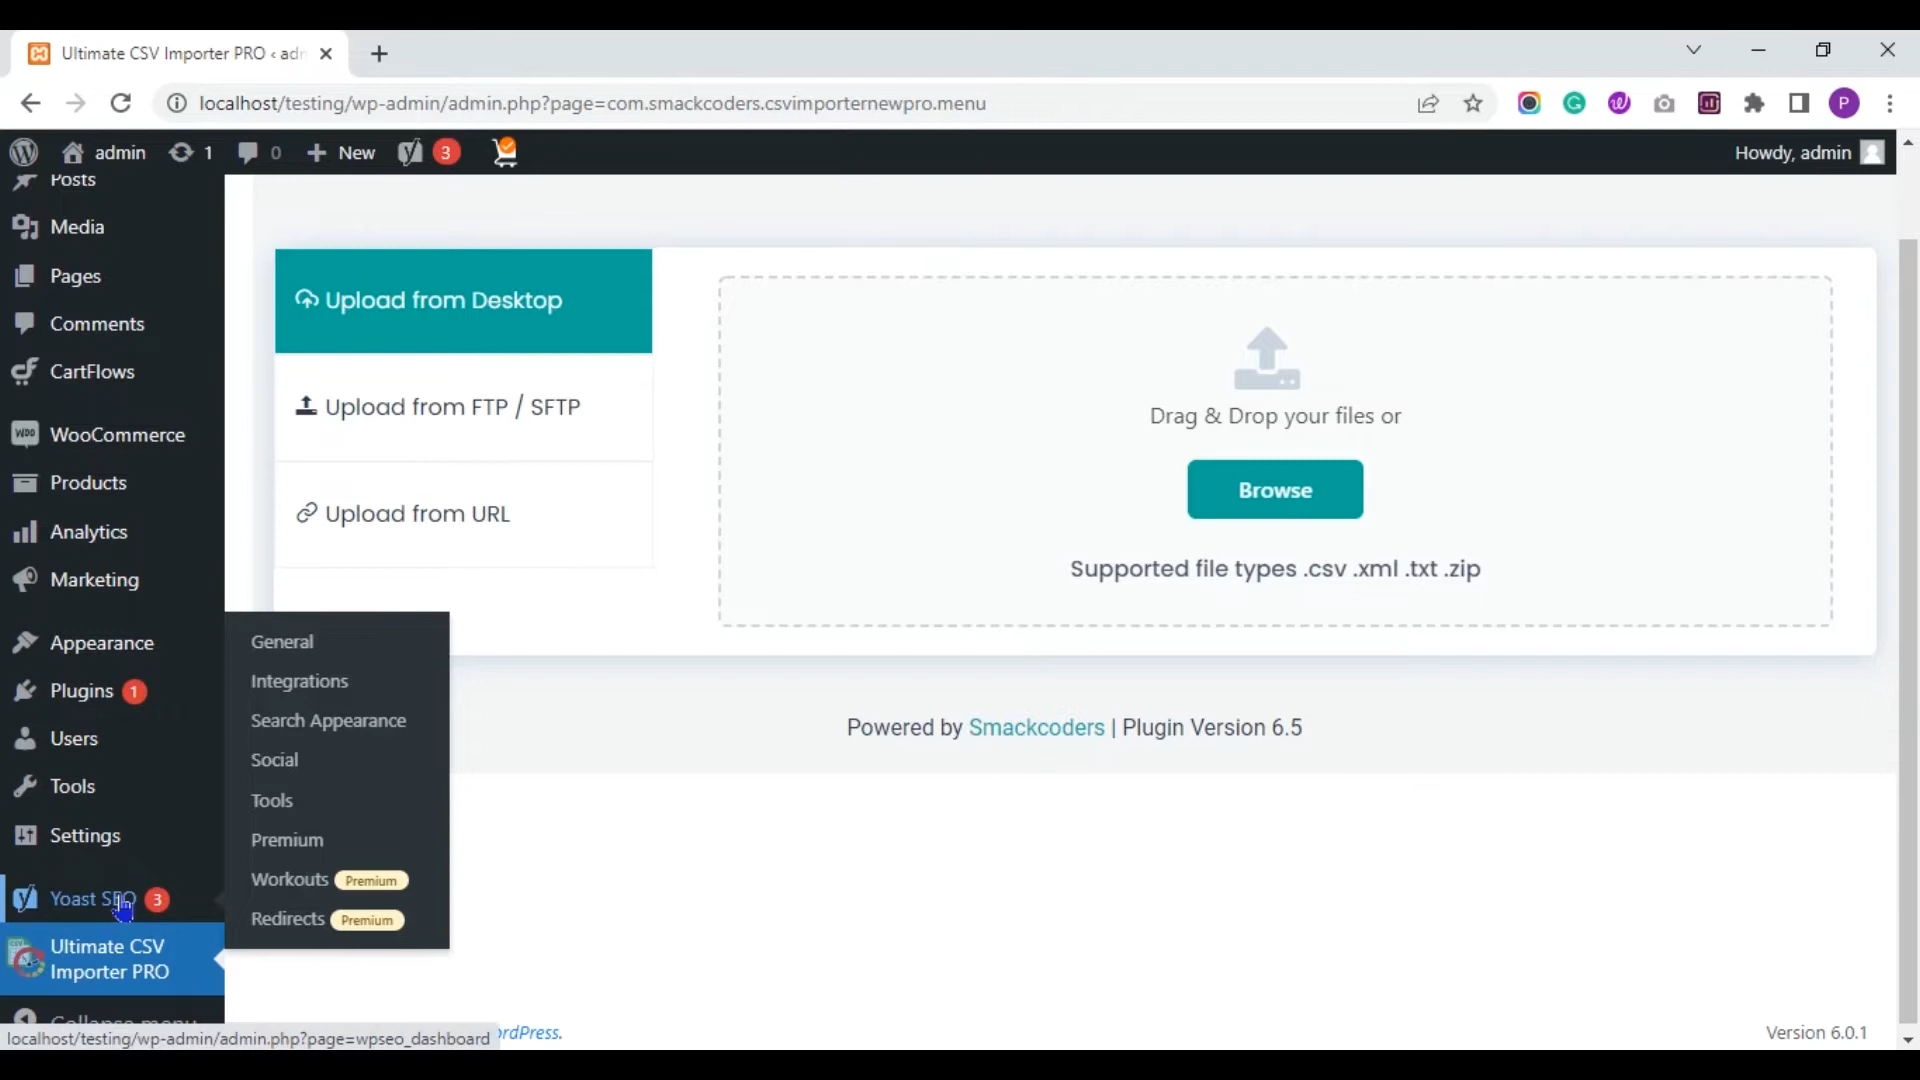 Ultimate CSV Importer PRO ‹ adm
localhost/testing/wp-admin/admin.php?page=com.smackcoders.csvimporternewpro.menu
P
admin
1
0
New
3
Howdy, admin
Posts
Media
Pages
Comments
CartFlows
WooCommerce
Products
Analytics
Marketing
Appearance
Plugins 1
Users
Tools
Settings
Yoast SEO 3
Ultimate CSV
Importer PRO
Collapse menu
General
Integrations
Search Appearance
Social
Tools
Premium
Workouts Premium
Redirects Premium
Upload from Desktop
Upload from FTP / SFTP
Upload from URL
Drag & Drop your files or
Browse
Supported file types .csv .xml .txt .zip
Powered by Smackcoders | Plugin Version 6.5
localhost/testing/wp-admin/admin.php?page=wpseo_dashboard
rdPress.
Version 6.0.1